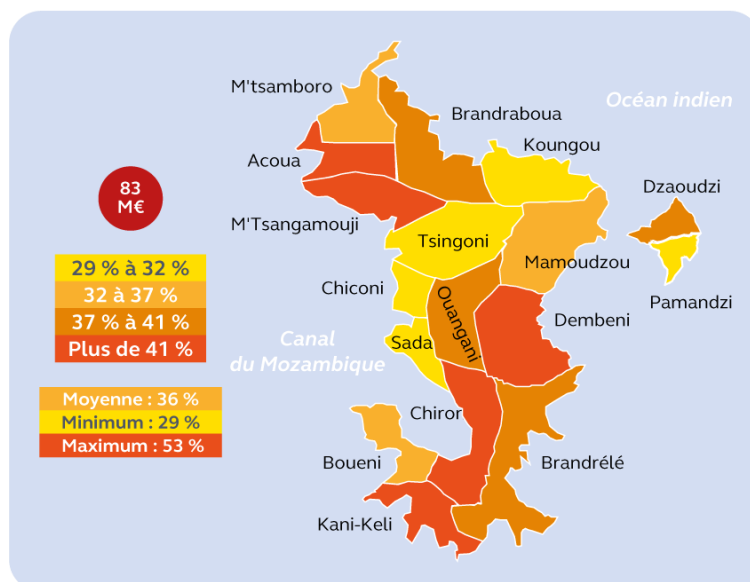 M'tsamboro
Brandraboua
Océan indien
Koungou
Acoua
Dzaoudzi
83
M€
M'Tsangamouji
Tsingoni
Mamoudzou
29 % à 32 %
32 à 37 %
37 % à 41 %
Plus de 41 %
Chiconi
Ouangani
Pamandzi
Dembeni
Canal
du Mozambique
Sada
Moyenne : 36 %
Minimum : 29 %
Maximum : 53 %
Chiror
Boueni
Brandrélé
Kani-Keli